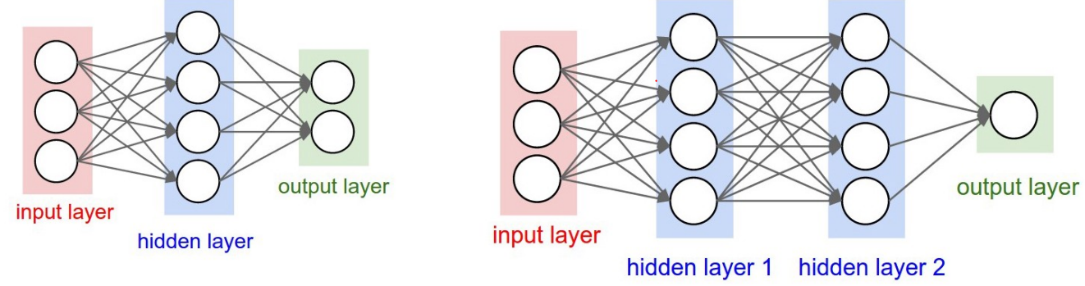 input layer
hidden layer
output layer
input layer
hidden layer 1
hidden layer 2
output layer